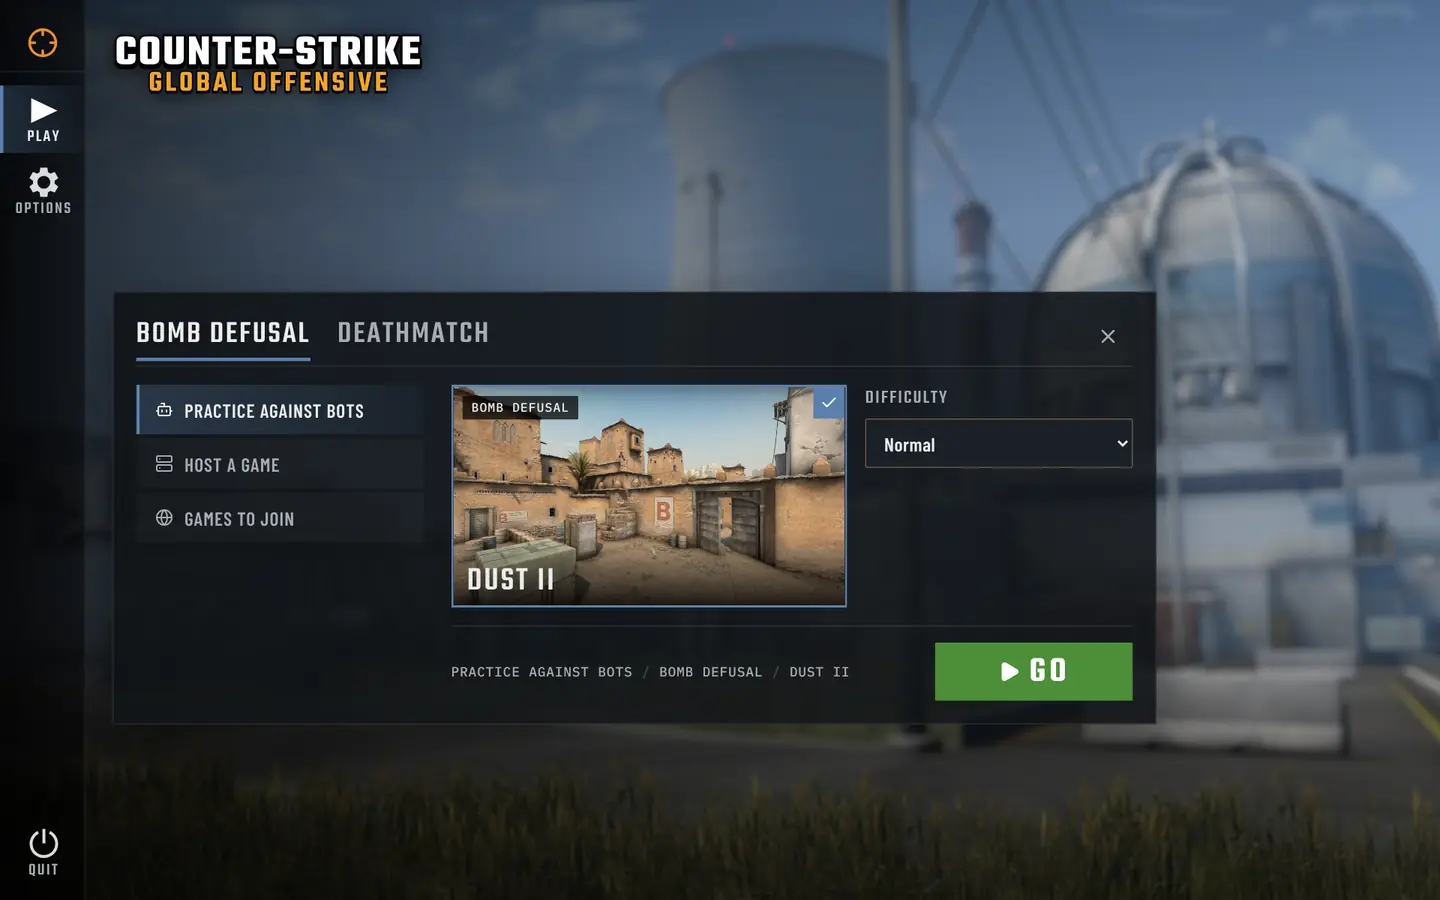 COUNTER-STRIKE
GLOBAL OFFENSIVE
PLAY
OPTIONS
BOMB DEFUSAL
DEATHMATCH
PRACTICE AGAINST BOTS
HOST A GAME
GAMES TO JOIN
BOMB DEFUSAL
B
B
DUST II
DIFFICULTY
Normal
PRACTICE AGAINST BOTS / BOMB DEFUSAL / DUST II
GO
QUIT